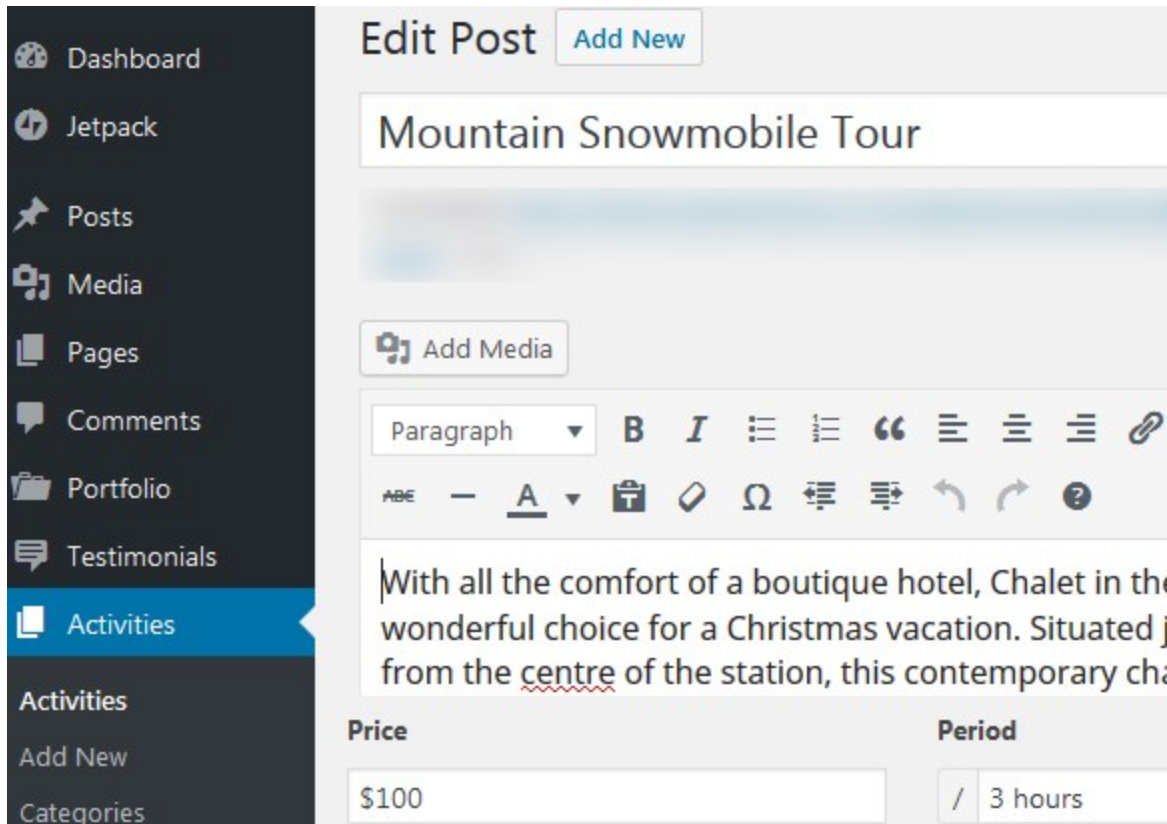 Dashboard
Jetpack
Posts
Media
Pages
Comments
Portfolio
Testimonials
Activities
Activities
Add New
Categories
Edit Post Add New
Mountain Snowmobile Tour
Add Media
Paragraph B I
ABC A Ω
With all the comfort of a boutique hotel, Chalet in the
wonderful choice for a Christmas vacation. Situated
from the centre of the station, this contemporary
Price Period
$100 / 3 hours